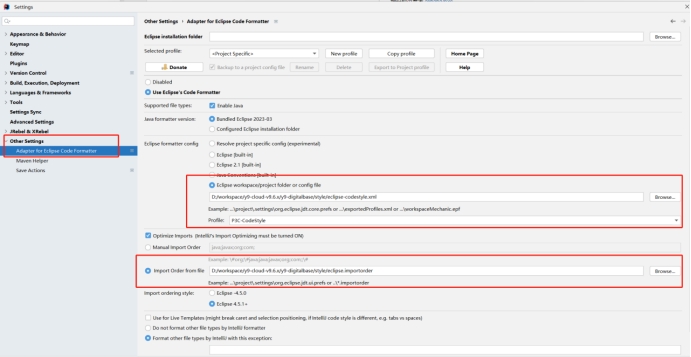 Settings
Other Settings › Adapter for Eclipse Code Formatter
Appearance & Behavior
Keymap
Editor
Plugins
Version Control
Build, Execution, Deployment
Languages & Frameworks
Tools
Settings Sync
Advanced Settings
JRebel & XRebel
Other Settings
Adapter for Eclipse Code Formatter
Maven Helper
Save Actions
Eclipse installation folder
Browse...
Selected profile:
<Project Specific>
New profile
Copy profile
Home Page
Donate
Backup to a project config file
Rename
Delete
Export to Project profile
Help
Disabled
Use Eclipse's Code Formatter
Supported file types:
Enable Java
Java formatter version:
Bundled Eclipse 2023-03
Configured Eclipse installation folder
Eclipse formatter config
Resolve project specific config (experimental)
Eclipse [built-in]
Eclipse 2.1 [built-in]
Java Conventions [built-in]
Eclipse workspace/project folder or config file
D:/workspace/y9-cloud-v9.6.x/y9-digitalbase/style/eclipse-codestyle.xml
Browse...
Example: ...\project\.settings\org.eclipse.jdt.core.prefs or ...\exportedProfiles.xml or ...\workspaceMechanic.epf
Profile:
P3C-CodeStyle
Optimize Imports (IntelliJ's Import Optimizing must be turned ON)
Manual Import Order
java;javax;org;com;
Example: \#;org;\#java;java;javax;org;com;\#
Import Order from file
D:/workspace/y9-cloud-v9.6.x/y9-digitalbase/style/eclipse.importorder
Browse...
Example: ...\project\.settings\org.eclipse.jdt.ui.prefs or ..\*.importorder
Import ordering style:
Eclipse -4.5.0
Eclipse 4.5.1+
Use for Live Templates (might break caret and selection positioning, if IntelliJ code style is different, e.g. tabs vs spaces)
Do not format other file types by IntelliJ formatter
Format other file types by IntelliJ with this exception: